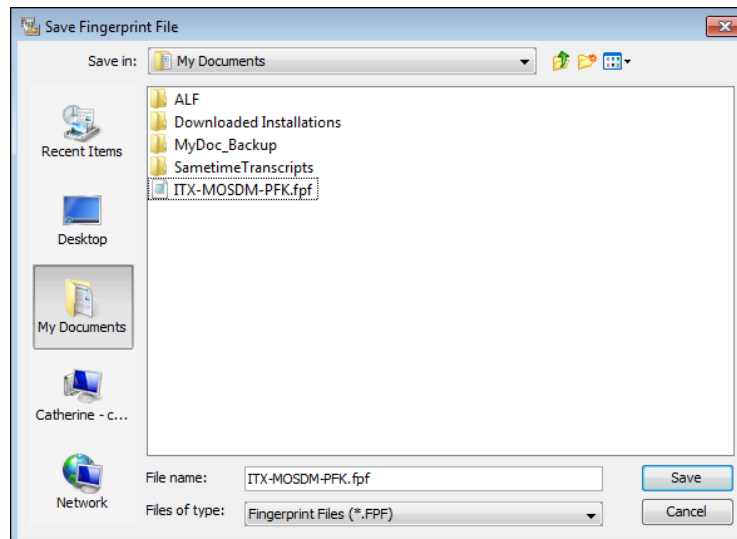 Save Fingerprint File
Save in:
My Documents
Recent Items
Desktop
My Documents
Catherine - c...
Network
ALF
Downloaded Installations
MyDoc_Backup
SametimeTranscripts
ITX-MOSDM-PFK.fpf
File name:
ITX-MOSDM-PFK.fpf
Save
Files of type:
Fingerprint Files (*.FPF)
Cancel